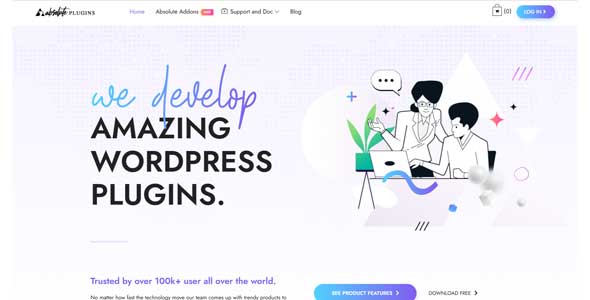 absolute PLUGINS
Home
Absolute Addons HOT
Support and Doc
Blog
(0)
LOG IN
we develop
AMAZING
WORDPRESS
PLUGINS.
Trusted by over 100k+ user all over the world.
No matter how fast the technology move our team comes up with trendy products to
SEE PRODUCT FEATURES
DOWNLOAD FREE